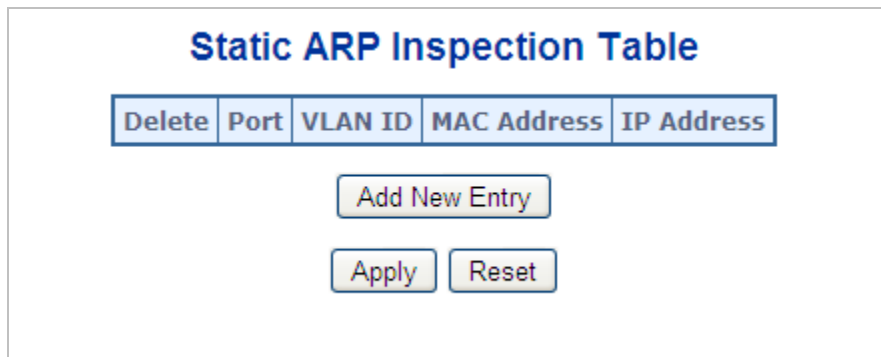 Static ARP Inspection Table
Delete Port VLAN ID MAC Address IP Address
Add New Entry
Apply Reset